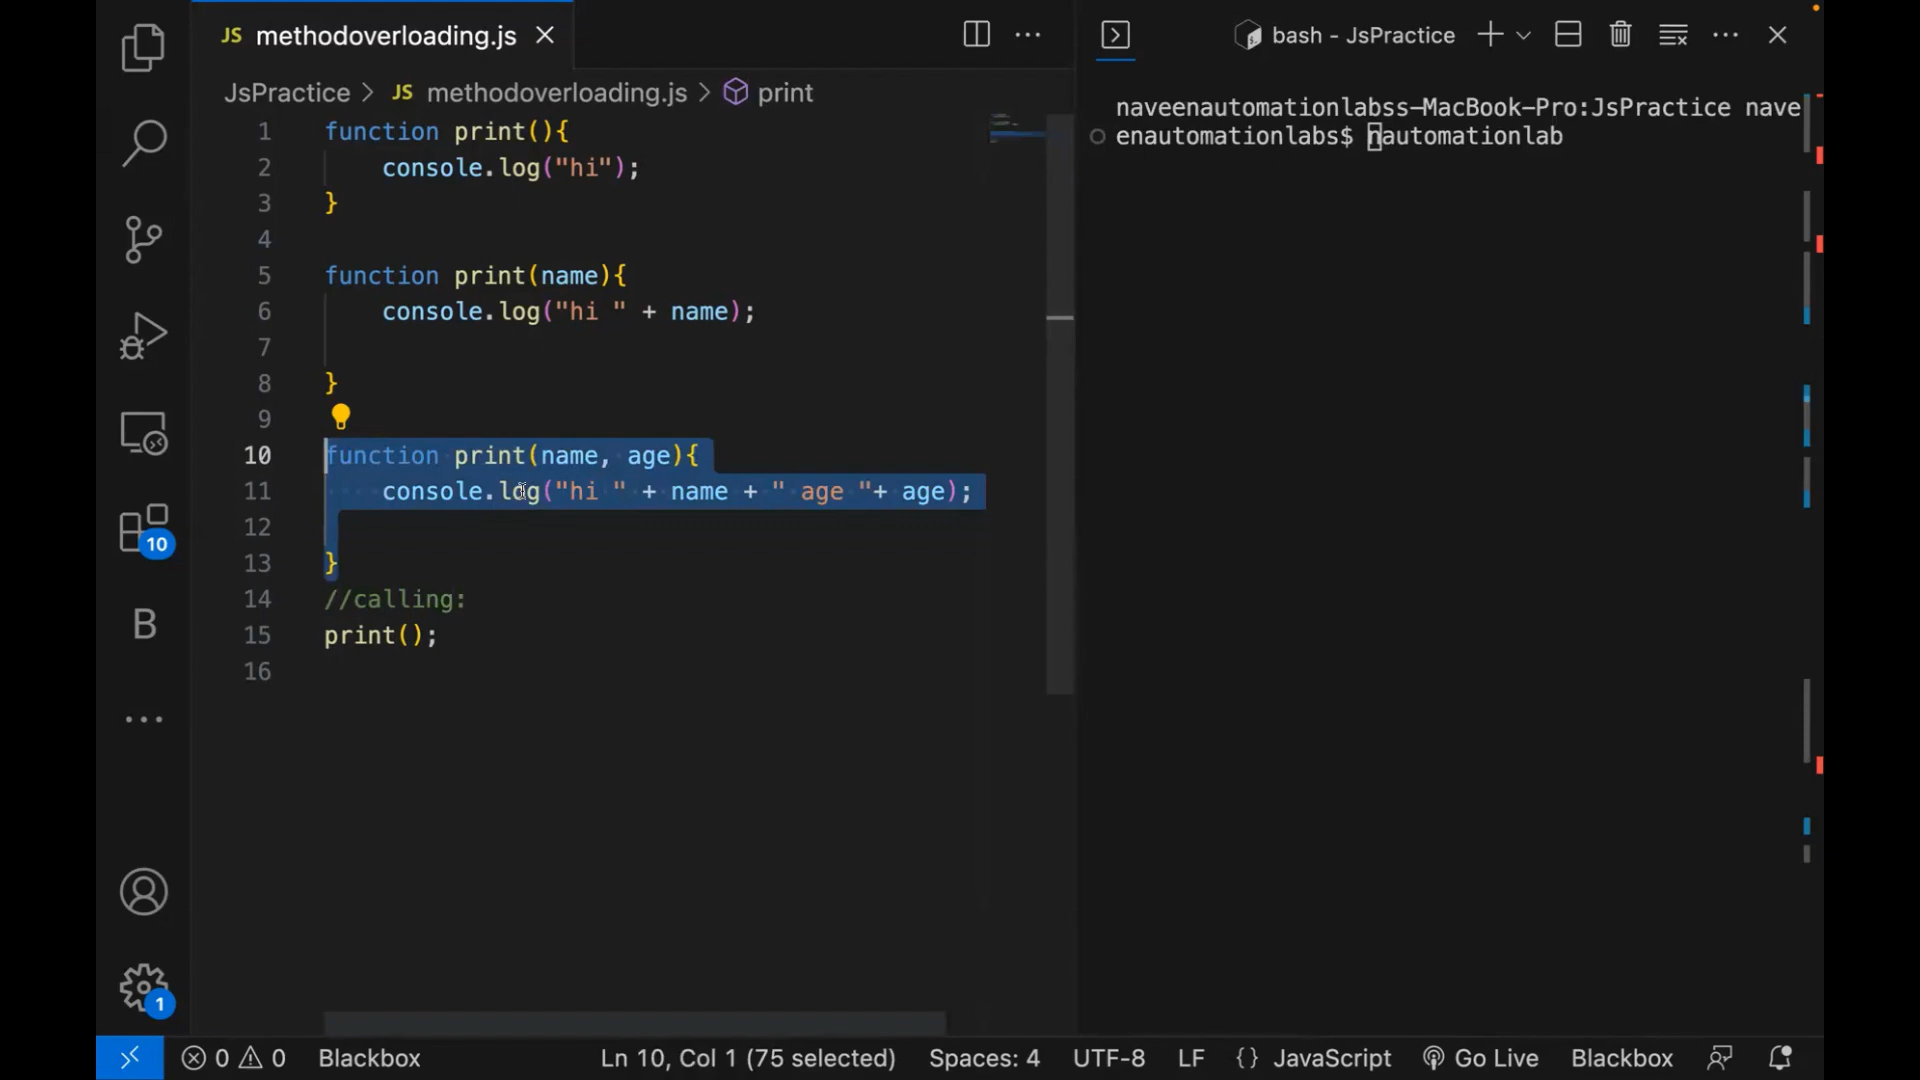 JS methodoverloading.js
bash - JsPractice
JsPractice > JS methodoverloading.js > print
1 function print(){
2     console.log("hi");
3 }
4
5 function print(name){
6     console.log("hi " + name);
7
8 }
9
10 function print(name, age){
11     console.log("hi " + name + " age "+ age);
12
13 }
14 //calling:
15 print();
16
naveenautomationlabss-MacBook-Pro:JsPractice nave
enautomationlabs$ nautomationlab
10
B
1
0 0 Blackbox Ln 10, Col 1 (75 selected) Spaces: 4 UTF-8 LF {} JavaScript Go Live Blackbox